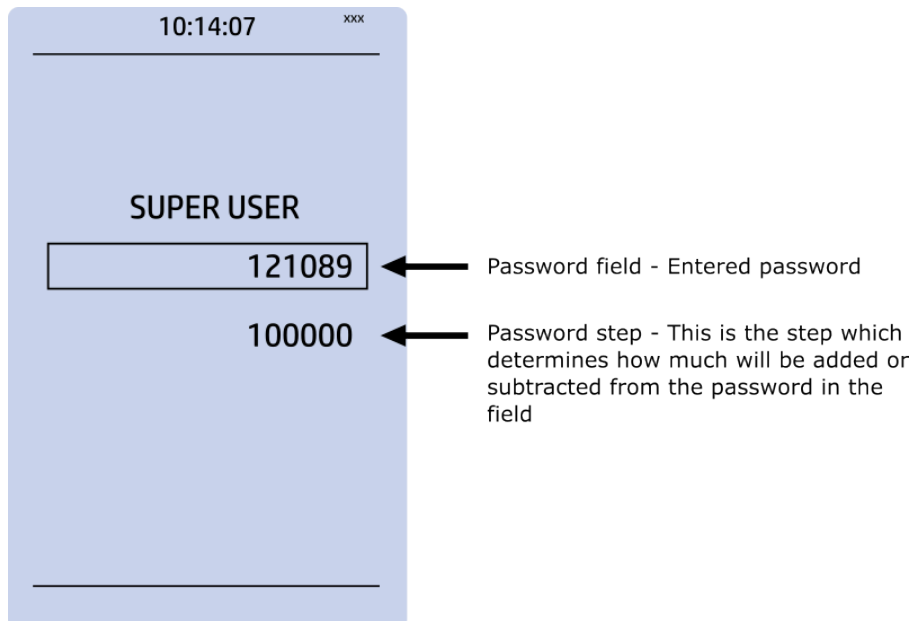 10:14:07 xxx
SUPER USER
121089
Password field - Entered password
100000
Password step - This is the step which
determines how much will be added or
subtracted from the password in the
field